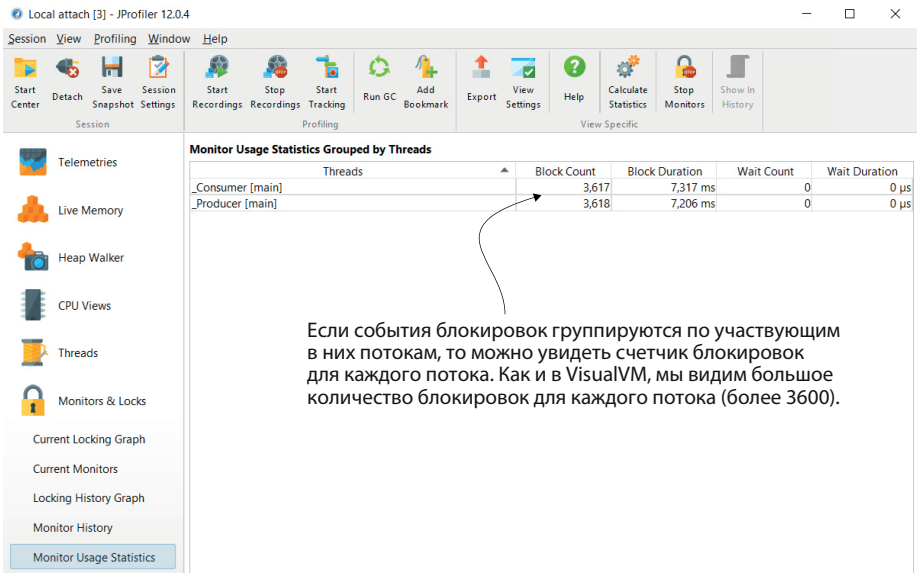 Local attach [3] - JProfiler 12.0.4
Session View Profiling Window Help
Start Center
Detach
Save Snapshot
Session Settings
Start Recordings
Stop Recordings
Start Tracking
Run GC
Add Bookmark
Export
View Settings
Help
Calculate Statistics
Stop Monitors
Show In History
Session
Profiling
View Specific
Telemetries
Live Memory
Heap Walker
CPU Views
Threads
Monitors & Locks
Current Locking Graph
Current Monitors
Locking History Graph
Monitor History
Monitor Usage Statistics
Monitor Usage Statistics Grouped by Threads
Threads Block Count Block Duration Wait Count Wait Duration
_Consumer [main] 3,617 7,317 ms 0 0 µs
_Producer [main] 3,618 7,206 ms 0 0 µs
Если события блокировок группируются по участвующим
в них потокам, то можно увидеть счетчик блокировок
для каждого потока. Как и в VisualVM, мы видим большое
количество блокировок для каждого потока (более 3600).